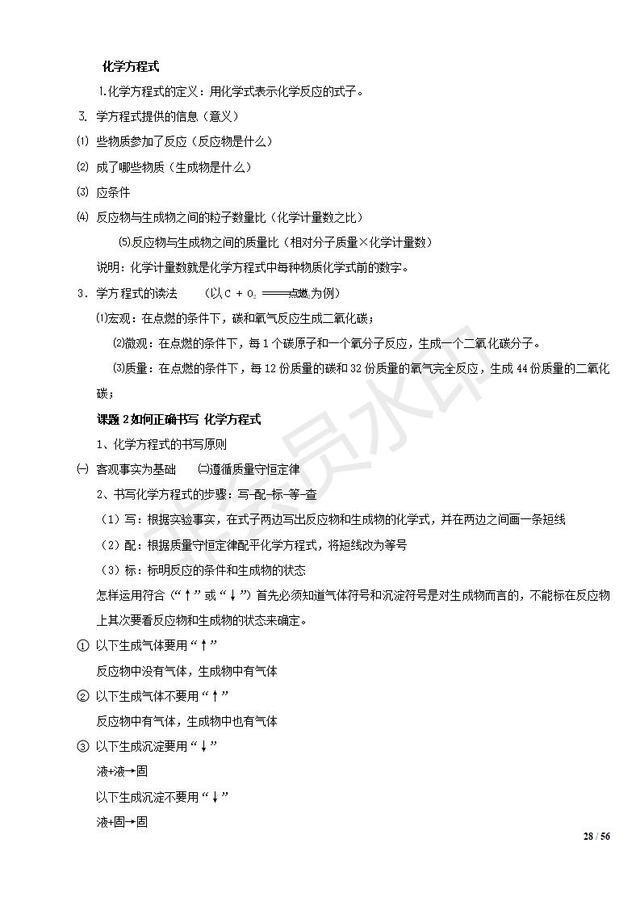 化学方程式
1.化学方程式的定义：用化学式表示化学反应的式子。
3. 学方程式提供的信息（意义）
⑴ 些物质参加了反应（反应物是什么）
⑵ 成了哪些物质（生成物是什么）
⑶ 应条件
⑷ 反应物与生成物之间的粒子数量比（化学计量数之比）
⑸反应物与生成物之间的质量比（相对分子质量×化学计量数）
说明：化学计量数就是化学方程式中每种物质化学式前的数字。
3. 学方程式的读法 （以C + O₂ ═══点燃为例）
⑴宏观：在点燃的条件下，碳和氧气反应生成二氧化碳；
⑵微观：在点燃的条件下，每1个碳原子和一个氧分子反应，生成一个二氧化碳分子。
⑶质量：在点燃的条件下，每12份质量的碳和32份质量的氧气完全反应，生成44份质量的二氧化
碳；
课题2如何正确书写 化学方程式
1、化学方程式的书写原则
㈠ 客观事实为基础 ㈡遵循质量守恒定律
2、书写化学方程式的步骤：写-配-标-等-查
（1）写：根据实验事实，在式子两边写出反应物和生成物的化学式，并在两边之间画一条短线
（2）配：根据质量守恒定律配平化学方程式，将短线改为等号
（3）标：标明反应的条件和生成物的状态
怎样运用符合（“↑”或“↓”）首先必须知道气体符号和沉淀符号是对生成物而言的，不能标在反应物
上其次要看反应物和生成物的状态来确定。
① 以下生成气体要用“↑”
反应物中没有气体，生成物中有气体
② 以下生成气体不要用“↑”
反应物中有气体，生成物中也有气体
③ 以下生成沉淀要用“↓”
液+液→固
以下生成沉淀不要用“↓”
液+固→固
28 / 56
非会员水印